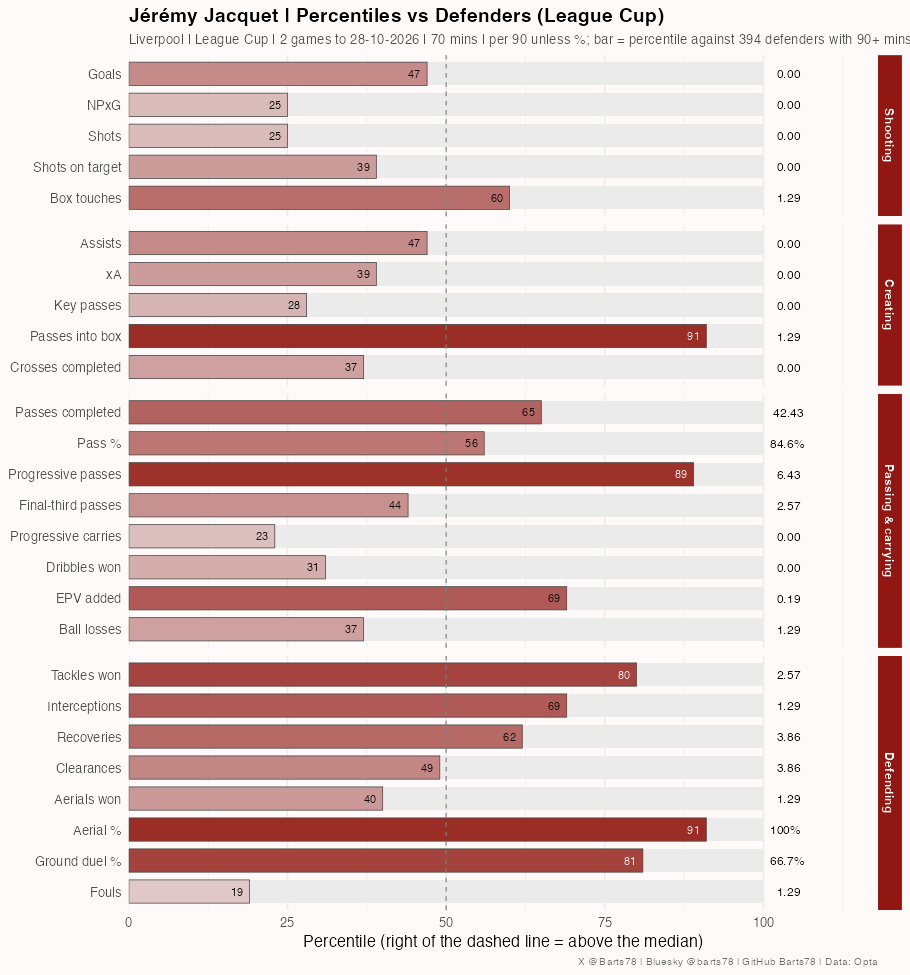 Jérémy Jacquet | Percentiles vs Defenders (League Cup)
Liverpool | League Cup | 2 games to 28-10-2026 | 70 mins | per 90 unless %; bar = percentile against 394 defenders with 90+ mins
Shooting
Goals 47 0.00
NPxG 25 0.00
Shots 25 0.00
Shots on target 39 0.00
Box touches 60 1.29
Creating
Assists 47 0.00
xA 39 0.00
Key passes 28 0.00
Passes into box 91 1.29
Crosses completed 37 0.00
Passing & carrying
Passes completed 65 42.43
Pass % 56 84.6%
Progressive passes 89 6.43
Final-third passes 44 2.57
Progressive carries 23 0.00
Dribbles won 31 0.00
EPV added 69 0.19
Ball losses 37 1.29
Defending
Tackles won 80 2.57
Interceptions 69 1.29
Recoveries 62 3.86
Clearances 49 3.86
Aerials won 40 1.29
Aerial % 91 100%
Ground duel % 81 66.7%
Fouls 19 1.29
0 25 50 75 100
Percentile (right of the dashed line = above the median)
X @Barts78 | Bluesky @barts78 | GitHub Barts78 | Data: Opta